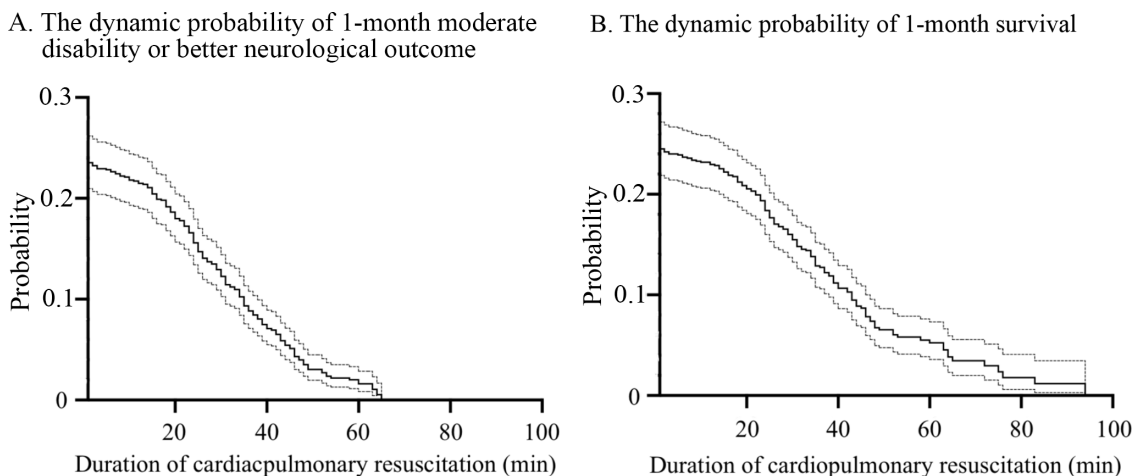 A. The dynamic probability of 1-month moderate
disability or better neurological outcome
0.3
0.2
0.1
0
Probability
20
40
60
80
100
Duration of cardiacpulmonary resuscitation (min)
B. The dynamic probability of 1-month survival
0.3
0.2
0.1
0
Probability
20
40
60
80
100
Duration of cardiopulmonary resuscitation (min)